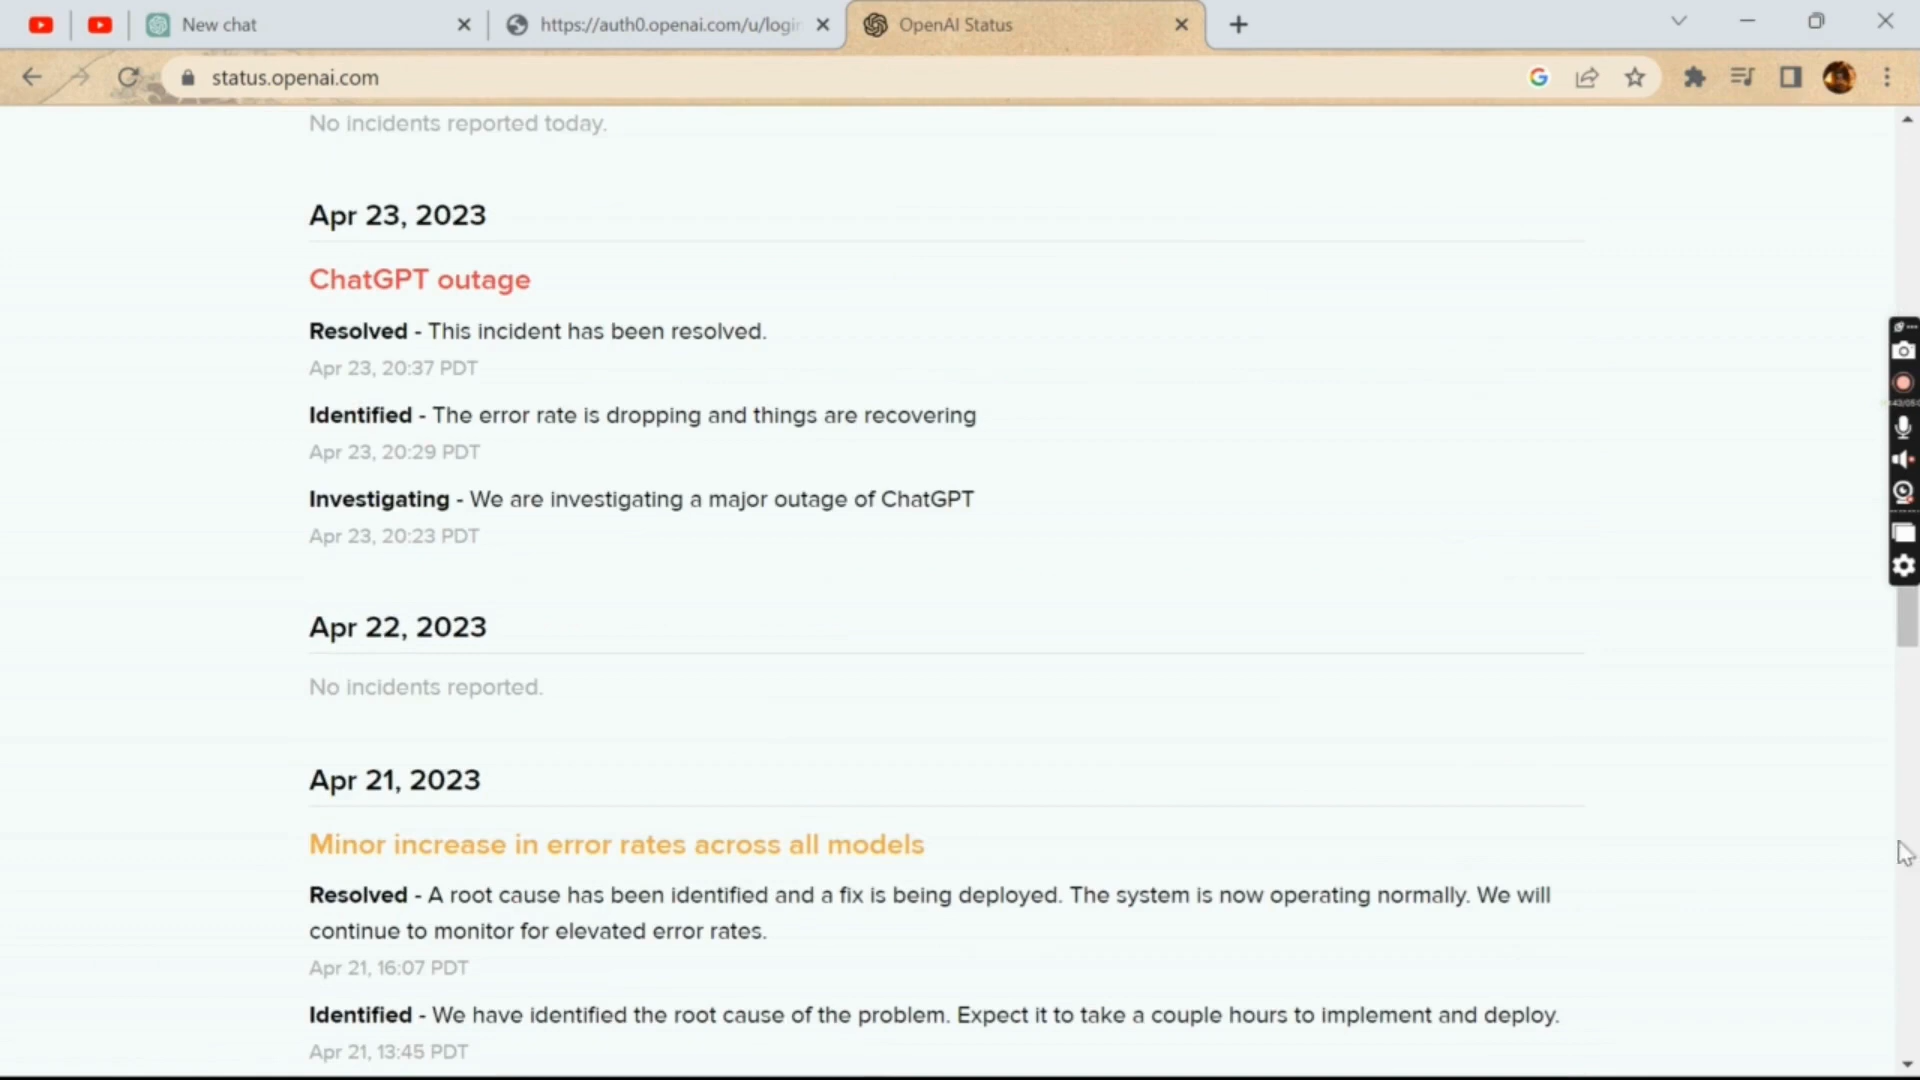 New chat
https://auth0.openai.com/u/login
OpenAI Status
status.openai.com
No incidents reported today.
Apr 23, 2023
ChatGPT outage
Resolved - This incident has been resolved.
Apr 23, 20:37 PDT
Identified - The error rate is dropping and things are recovering
Apr 23, 20:29 PDT
Investigating - We are investigating a major outage of ChatGPT
Apr 23, 20:23 PDT
Apr 22, 2023
No incidents reported.
Apr 21, 2023
Minor increase in error rates across all models
Resolved - A root cause has been identified and a fix is being deployed. The system is now operating normally. We will
continue to monitor for elevated error rates.
Apr 21, 16:07 PDT
Identified - We have identified the root cause of the problem. Expect it to take a couple hours to implement and deploy.
Apr 21, 13:45 PDT